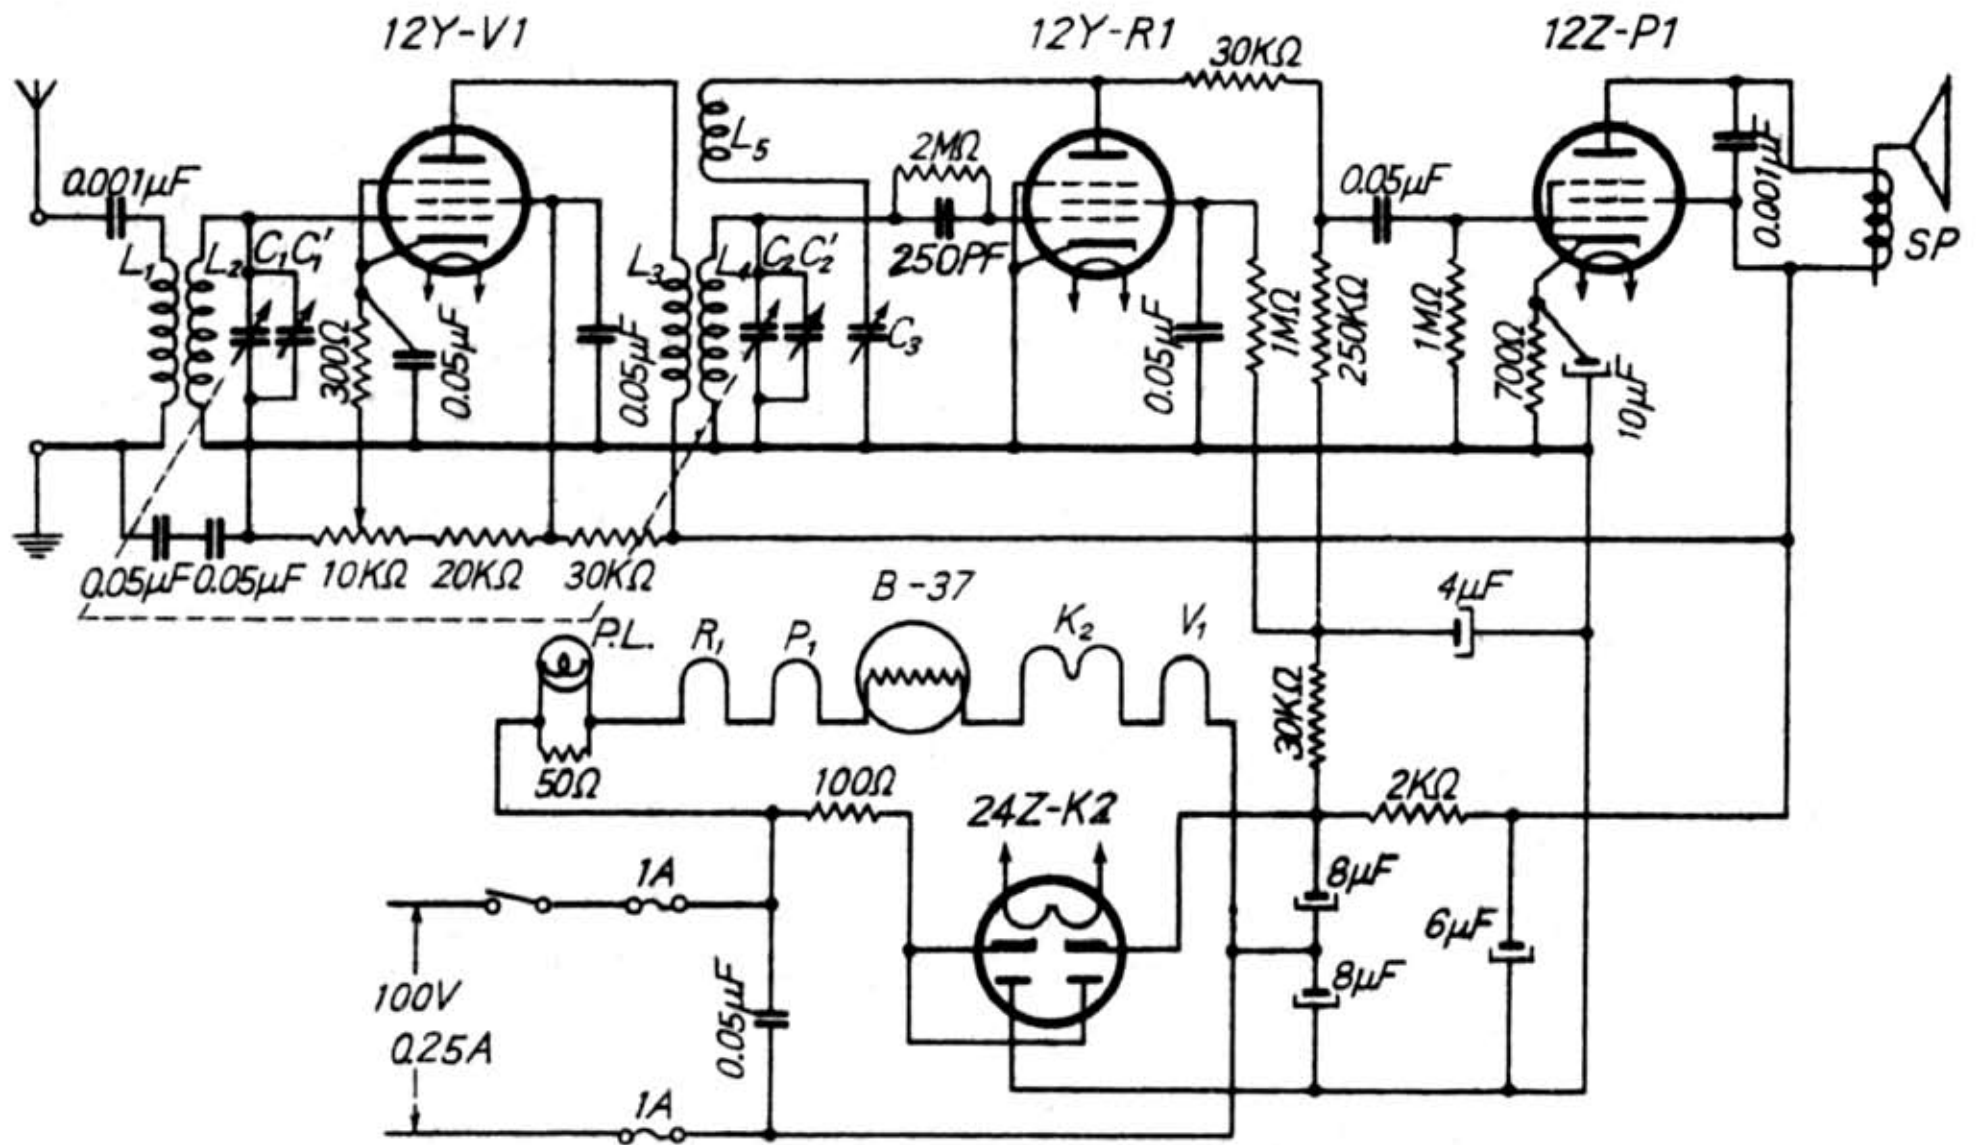 12Y-V1
12Y-R1
30KΩ
12Z-P1
0.001μF
L1
L2
C1 C1'
300Ω
0.05μF
0.05μF
L3
L4
L5
C2 C2'
C3
2MΩ
250PF
0.05μF
1MΩ
250KΩ
0.05μF
1MΩ
700Ω
10μF
0.001μF
SP
0.05μF 0.05μF 10KΩ 20KΩ 30KΩ
B-37
4μF
P.L.
R1
P1
K2
V1
50Ω
100Ω
24Z-K2
30KΩ
2KΩ
1A
8μF
8μF
6μF
100V
0.25A
0.05μF
1A